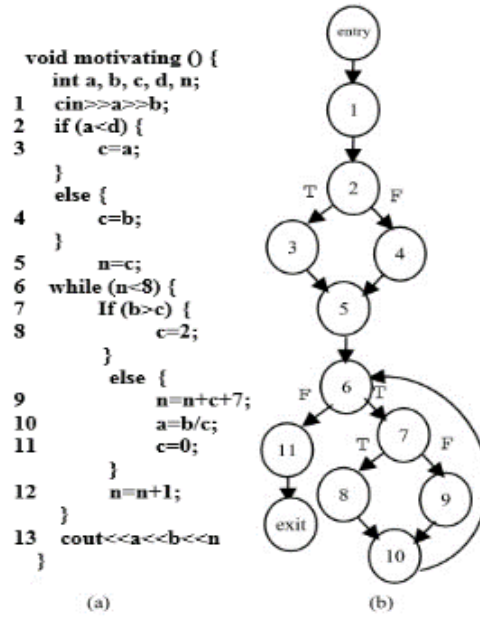 void motivating () {
int a, b, c, d, n;
1 cin>>a>>b;
2 if (a<d) {
3 c=a;
}
else {
4 c=b;
}
5 n=c;
6 while (n<8) {
7 If (b>c) {
8 c=2;
}
else {
9 n=n+c+7;
10 a=b/c;
11 c=0;
}
12 n=n+1;
}
13 cout<<a<<b<<n
}
(a)
entry
1
2
T F
3 4
5
6
F T
11 7
T F
8 9
exit
10
(b)